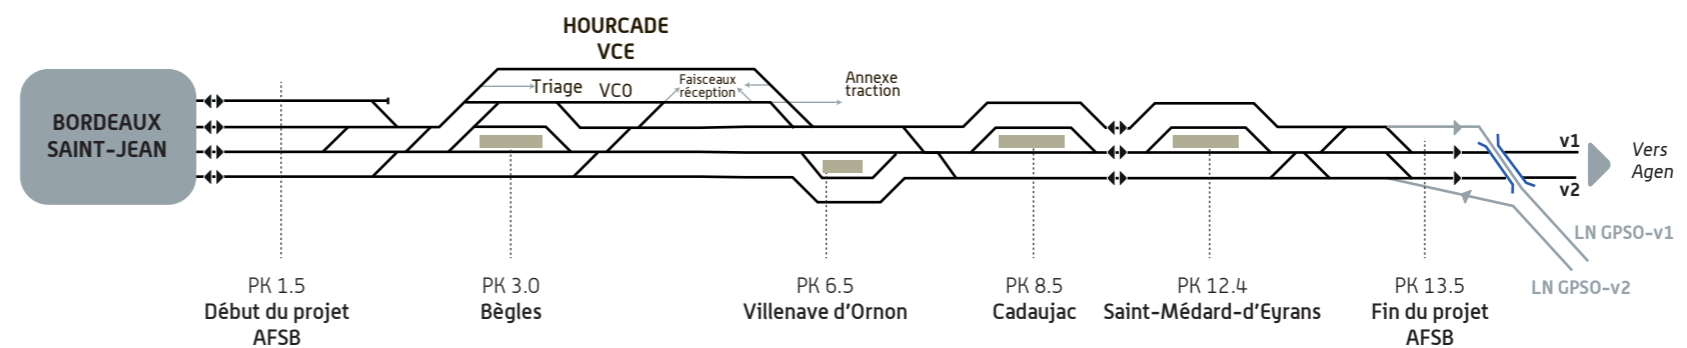 HOURCADE
VCE
Triage
VC0
Faisceaux
réception
Annexe
traction
BORDEAUX
SAINT-JEAN
v1
v2
Vers
Agen
LN GPSO-v1
LN GPSO-v2
PK 1.5
Début du projet
AFSB
PK 3.0
Bègles
PK 6.5
Villenave d'Ornon
PK 8.5
Cadaujac
PK 12.4
Saint-Médard-d'Eyrans
PK 13.5
Fin du projet
AFSB